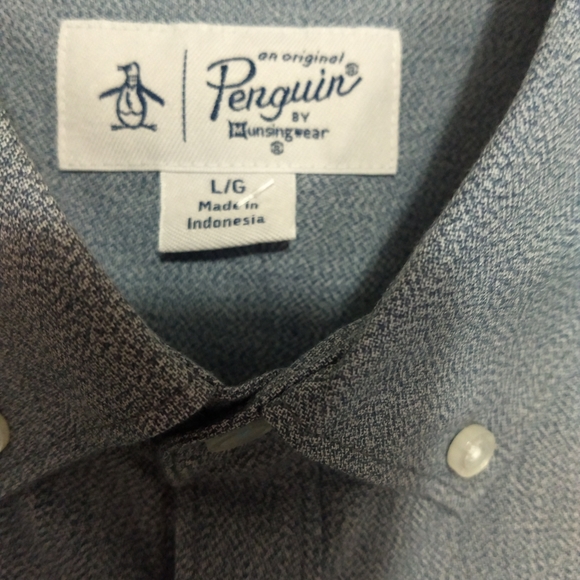 an original
Penguin®
BY
Munsingwear
®
L/G
Made in
Indonesia